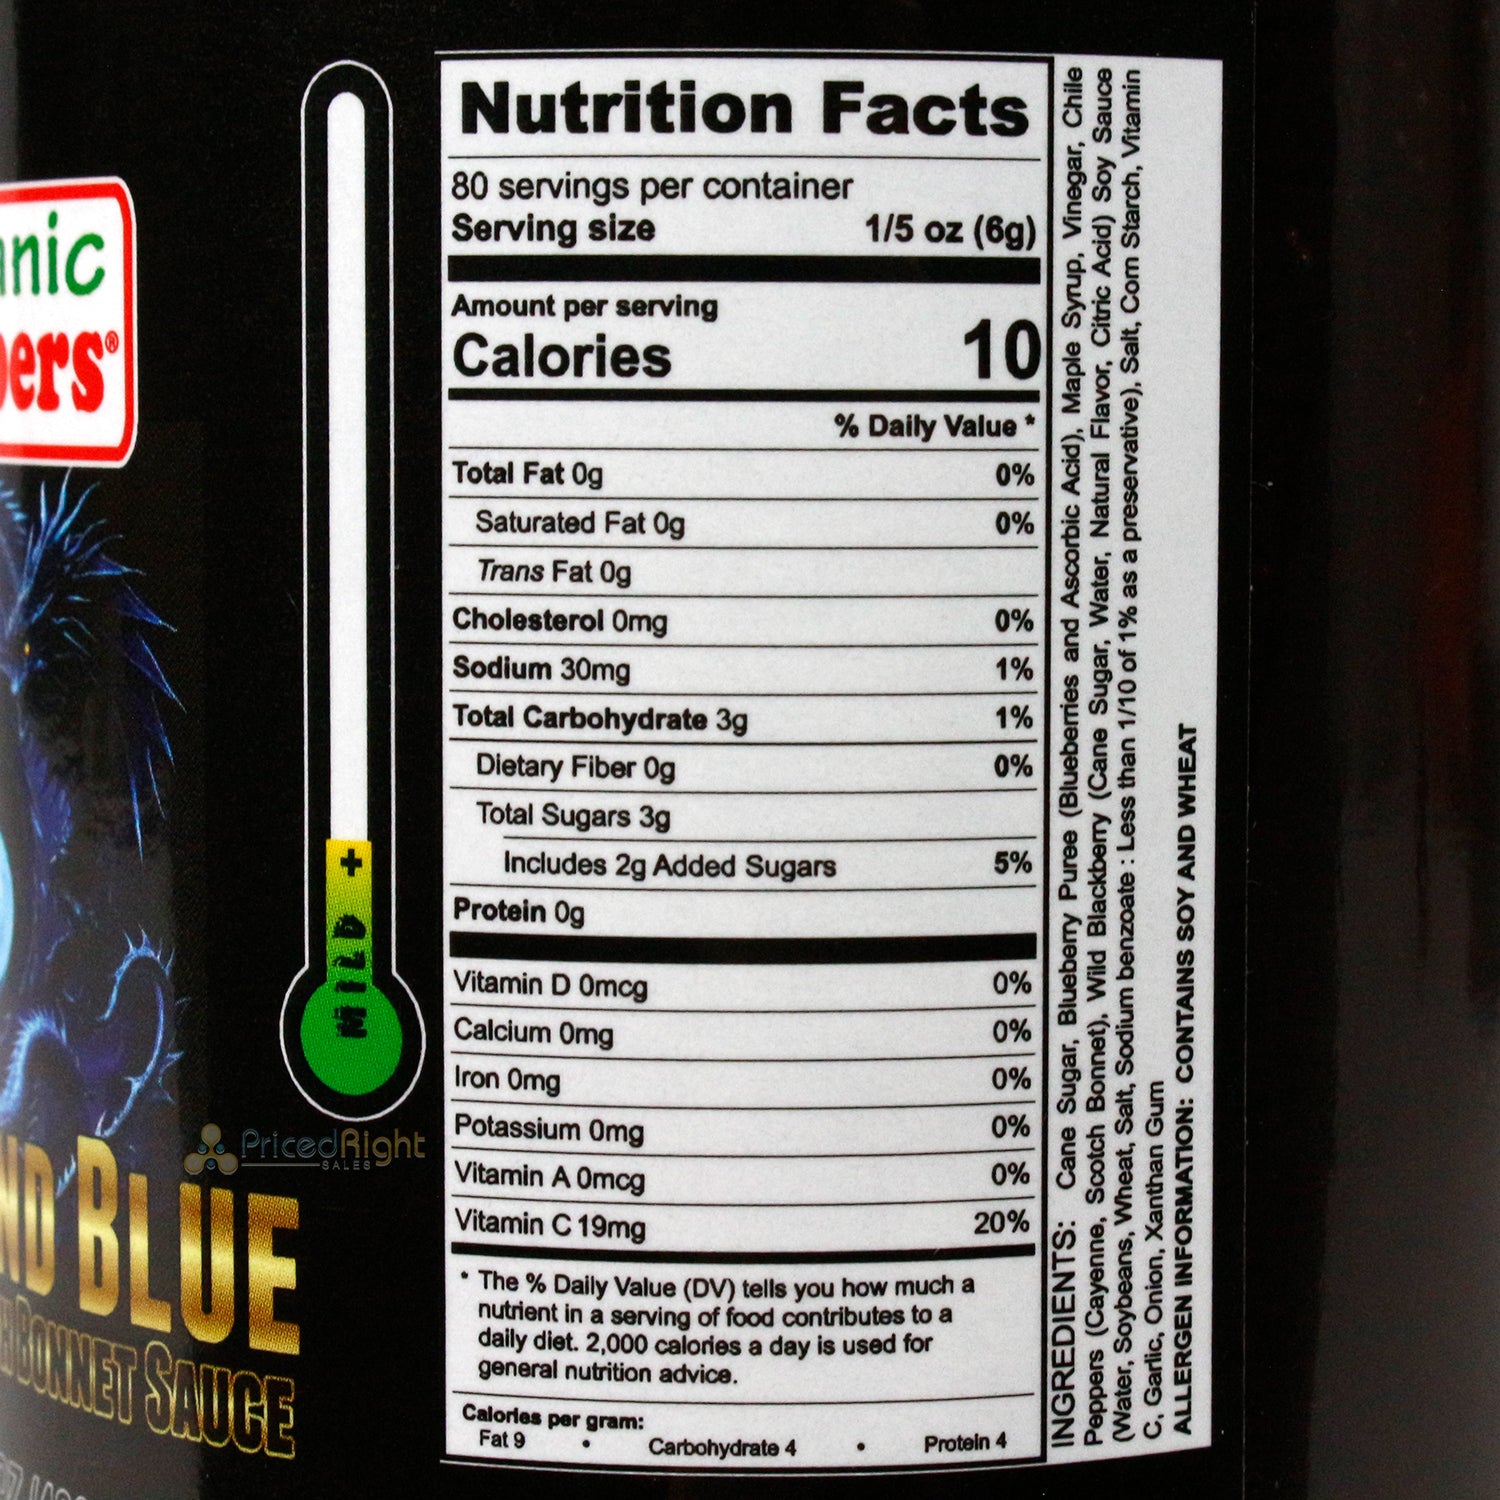 nic
pers®
MILD +
ND BLUE
BONNET SAUCE
PricedRight
SALES
Nutrition Facts
80 servings per container
Serving size 1/5 oz (6g)
Amount per serving
Calories 10
% Daily Value *
Total Fat 0g 0%
Saturated Fat 0g 0%
Trans Fat 0g
Cholesterol 0mg 0%
Sodium 30mg 1%
Total Carbohydrate 3g 1%
Dietary Fiber 0g 0%
Total Sugars 3g
Includes 2g Added Sugars 5%
Protein 0g
Vitamin D 0mcg 0%
Calcium 0mg 0%
Iron 0mg 0%
Potassium 0mg 0%
Vitamin A 0mcg 0%
Vitamin C 19mg 20%
* The % Daily Value (DV) tells you how much a
nutrient in a serving of food contributes to a
daily diet. 2,000 calories a day is used for
general nutrition advice.
Calories per gram:
Fat 9 • Carbohydrate 4 • Protein 4
INGREDIENTS: Cane Sugar, Blueberry Puree (Blueberries and Ascorbic Acid), Maple Syrup, Vinegar, Chile
Peppers (Cayenne, Scotch Bonnet), Wild Blackberry (Cane Sugar, Water, Natural Flavor, Citric Acid) Soy Sauce
(Water, Soybeans, Wheat, Salt, Sodium benzoate : Less than 1/10 of 1% as a preservative), Salt, Corn Starch, Vitamin
C, Garlic, Onion, Xanthan Gum
ALLERGEN INFORMATION: CONTAINS SOY AND WHEAT